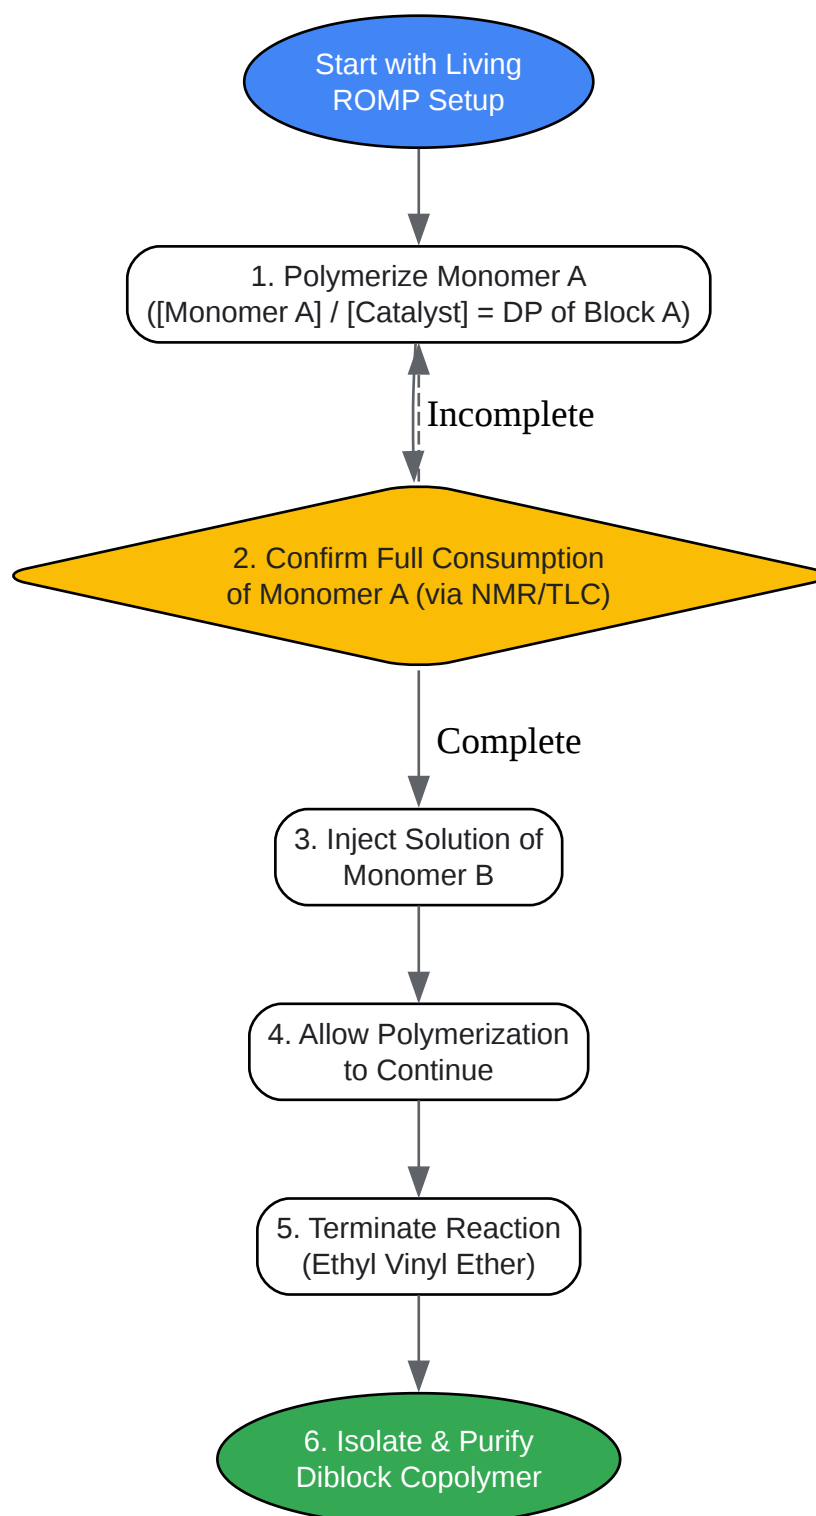 Start with Living
ROMP Setup
1. Polymerize Monomer A
([Monomer A] / [Catalyst] = DP of Block A)
Incomplete
2. Confirm Full Consumption
of Monomer A (via NMR/TLC)
Complete
3. Inject Solution of
Monomer B
4. Allow Polymerization
to Continue
5. Terminate Reaction
(Ethyl Vinyl Ether)
6. Isolate & Purify
Diblock Copolymer